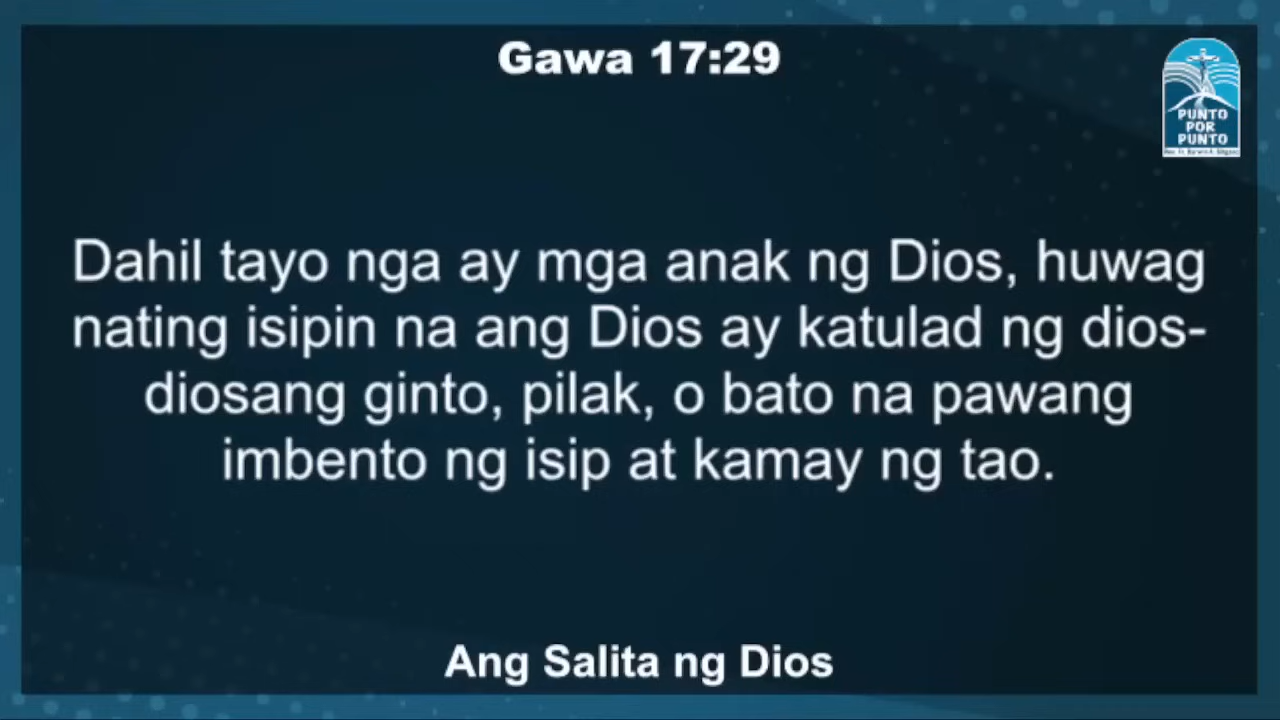 Gawa 17:29
PUNTO
POR
PUNTO
Dahil tayo nga ay mga anak ng Dios, huwag
nating isipin na ang Dios ay katulad ng dios-
diosang ginto, pilak, o bato na pawang
imbento ng isip at kamay ng tao.
Ang Salita ng Dios